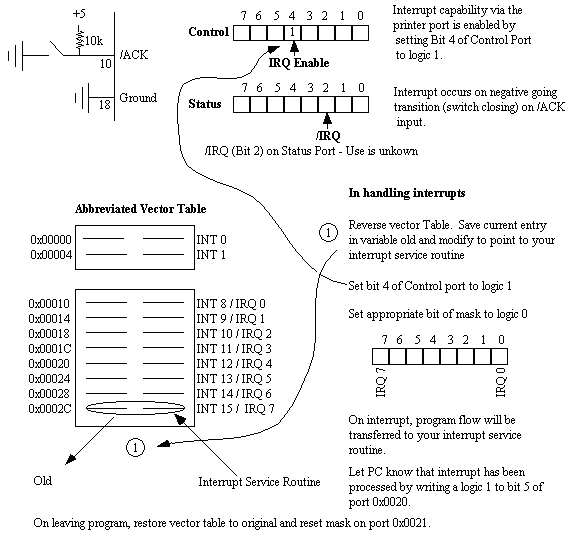 +5
10k
10
/ACK
18
Ground
7 6 5 4 3 2 1 0
Control
1
IRQ Enable
7 6 5 4 3 2 1 0
Status
/IRQ
/IRQ (Bit 2) on Status Port - Use is unkown
Interrupt capability via the
printer port is enabled by
setting Bit 4 of Control Port
to logic 1.
Interrupt occurs on negative going
transition (switch closing) on /ACK
input.
Abbreviated Vector Table
0x00000 INT 0
0x00004 INT 1
0x00010 INT 8 / IRQ 0
0x00014 INT 9 / IRQ 1
0x00018 INT 10 / IRQ 2
0x0001C INT 11 / IRQ 3
0x00020 INT 12 / IRQ 4
0x00024 INT 13 / IRQ 5
0x00028 INT 14 / IRQ 6
0x0002C INT 15 / IRQ 7
1
Old
Interrupt Service Routine
In handling interrupts
1
Reverse vector Table. Save current entry
in variable old and modify to point to your
interrupt service routine
Set bit 4 of Control port to logic 1
Set appropriate bit of mask to logic 0
7 6 5 4 3 2 1 0
IRQ 7
IRQ 0
On interrupt, program flow will be
transferred to your interrupt service
routine.
Let PC know that interrupt has been
processed by writing a logic 1 to bit 5 of
port 0x0020.
On leaving program, restore vector table to original and reset mask on port 0x0021.